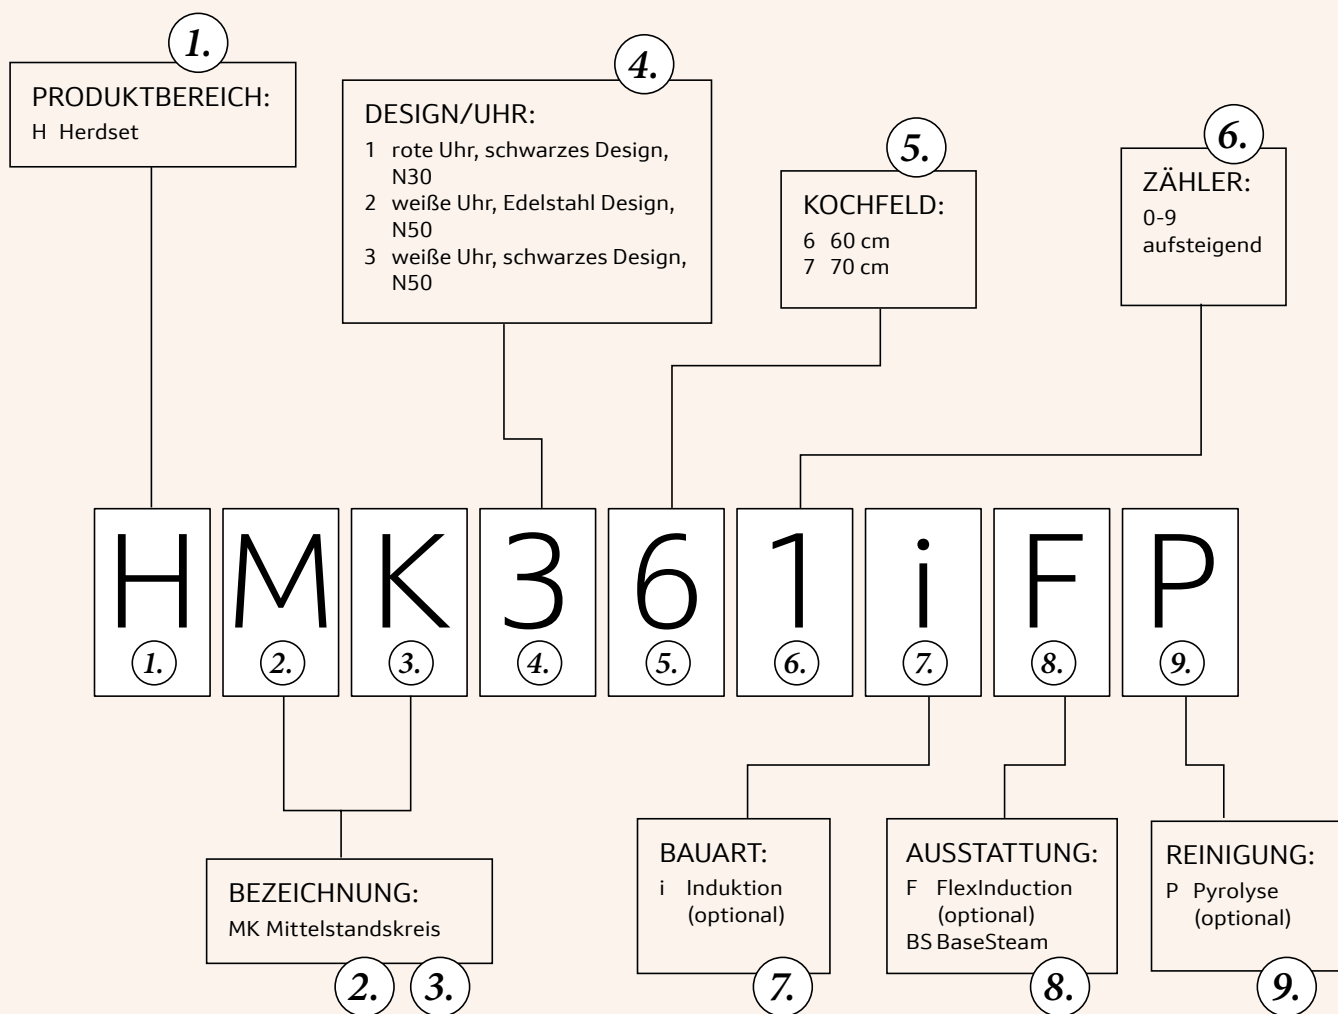 1.
PRODUKTBEREICH:
H Herdset
4.
DESIGN/UHR:
1 rote Uhr, schwarzes Design,
N30
2 weiße Uhr, Edelstahl Design,
N50
3 weiße Uhr, schwarzes Design,
N50
5.
KOCHFELD:
6 60 cm
7 70 cm
6.
ZÄHLER:
0-9
aufsteigend
H M K 3 6 1 i F P
1. 2. 3. 4. 5. 6. 7. 8. 9.
BEZEICHNUNG:
MK Mittelstandskreis
2. 3.
BAUART:
i Induktion
(optional)
7.
AUSSTATTUNG:
F FlexInduction
(optional)
BS BaseSteam
8.
REINIGUNG:
P Pyrolyse
(optional)
9.